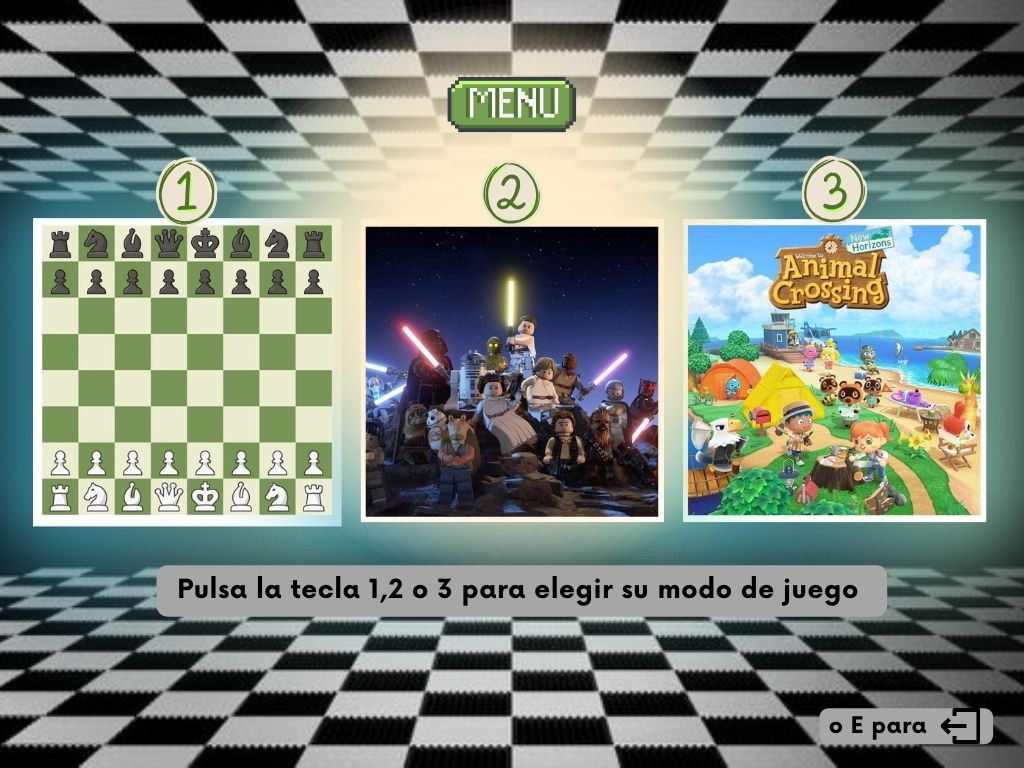 MENU
1
2
3
New
Horizons
Welcome to
Animal
Crossing
Pulsa la tecla 1,2 o 3 para elegir su modo de juego
o E para